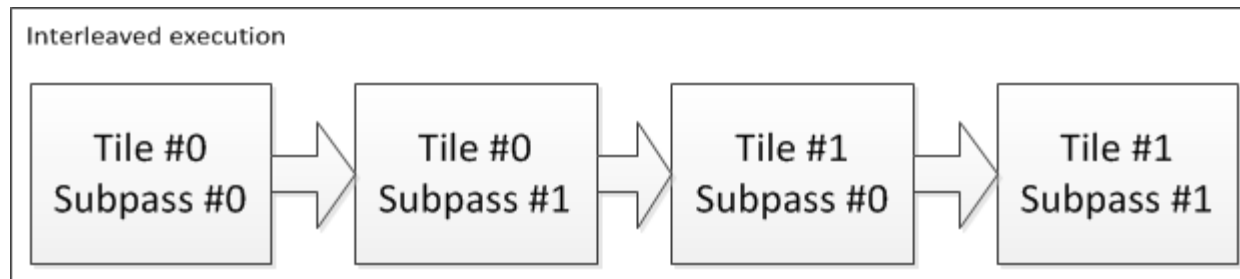 Interleaved execution
Tile #0
Subpass #0
Tile #0
Subpass #1
Tile #1
Subpass #0
Tile #1
Subpass #1